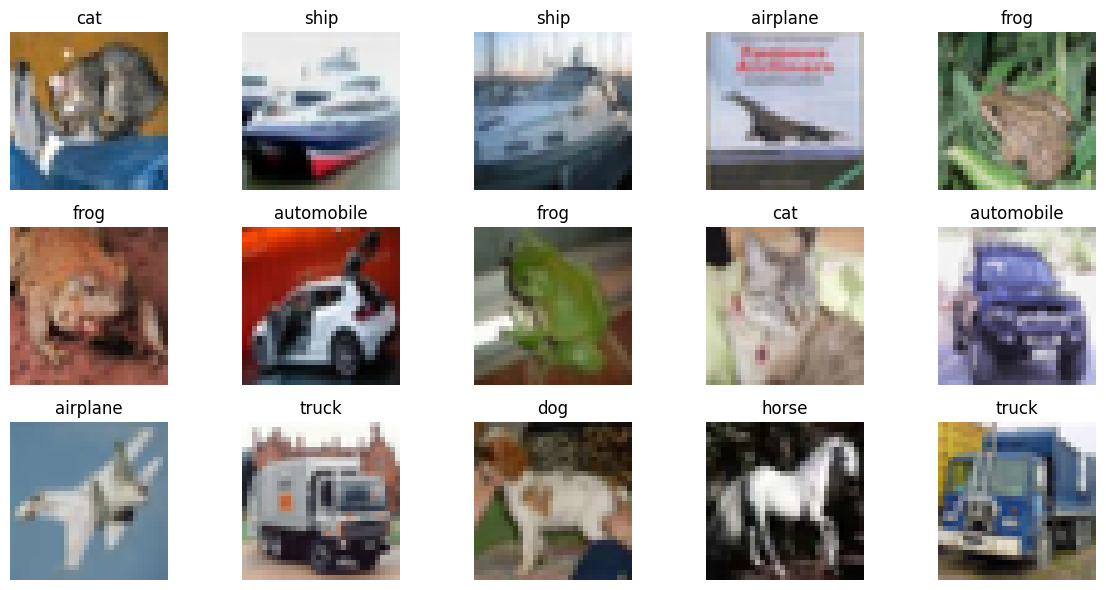 cat
ship
ship
airplane
frog
frog
automobile
frog
cat
automobile
airplane
truck
dog
horse
truck